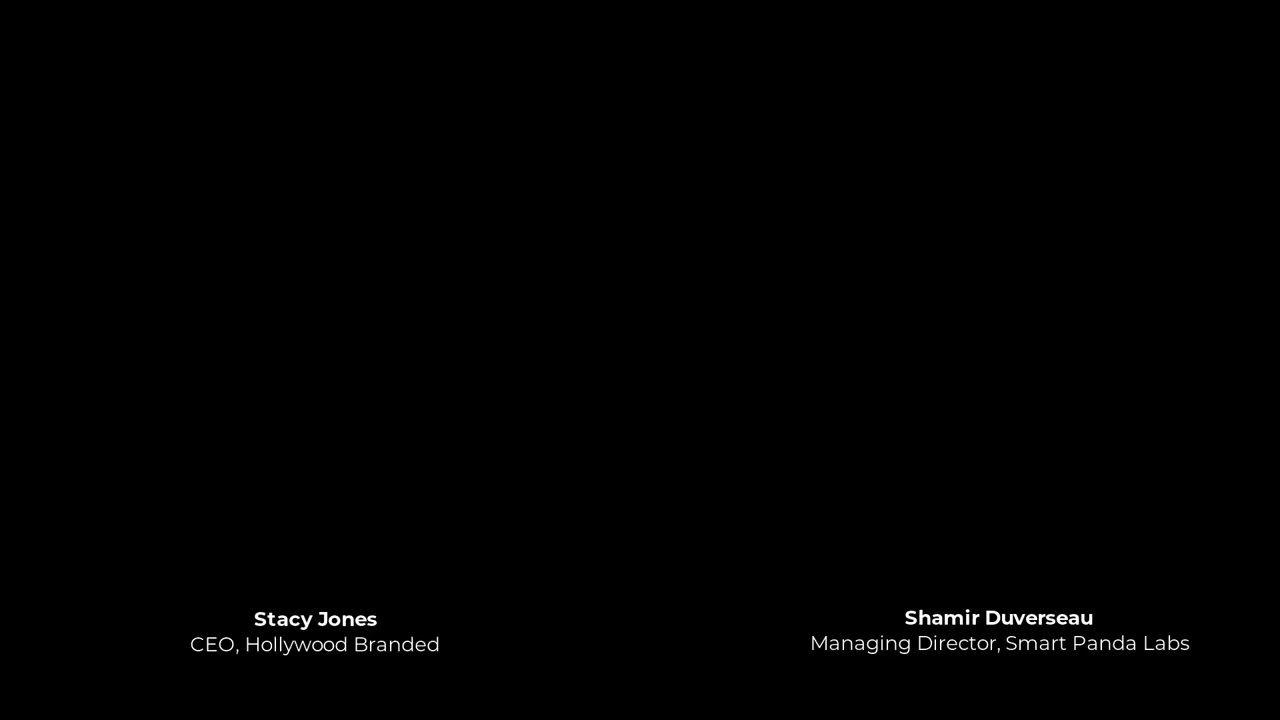 Stacy Jones
CEO, Hollywood Branded
Shamir Duverseau
Managing Director, Smart Panda Labs